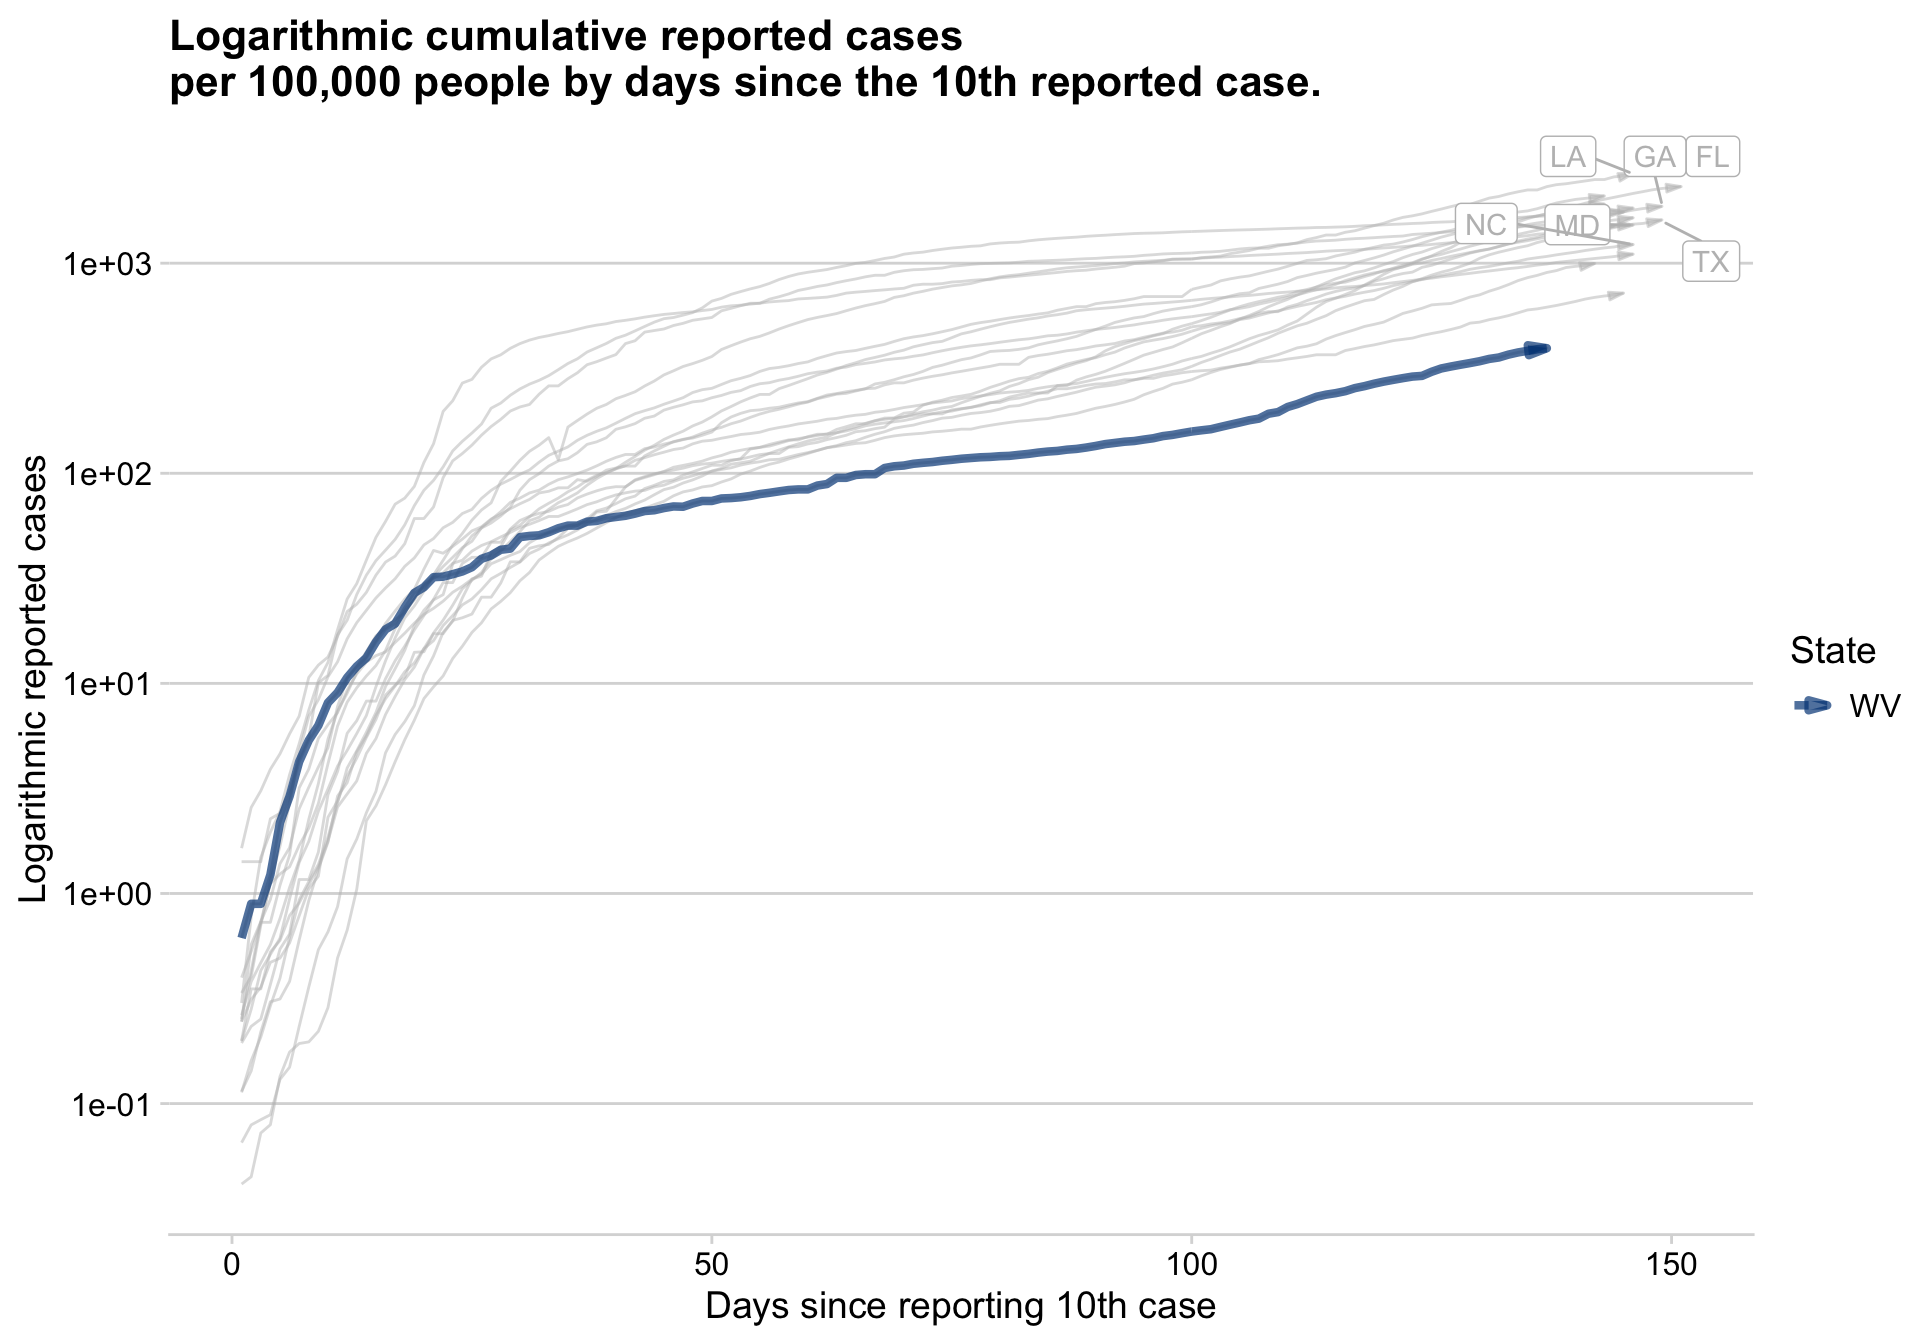 Logarithmic cumulative reported cases
per 100,000 people by days since the 10th reported case.
LA
GA
FL
NC
MD
TX
1e+03
1e+02
1e+01
1e+00
1e-01
Logarithmic reported cases
0
50
100
150
Days since reporting 10th case
State
WV